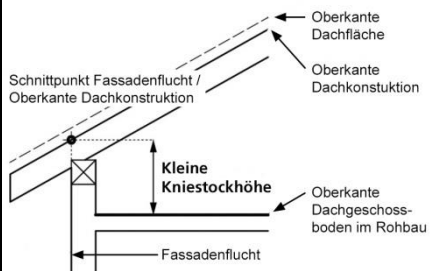 Oberkante
Dachfläche
Oberkante
Dachkonstuktion
Schnittpunkt Fassadenflucht /
Oberkante Dachkonstruktion
Kleine
Kniestockhöhe
Oberkante
Dachgeschoss-
boden im Rohbau
Fassadenflucht